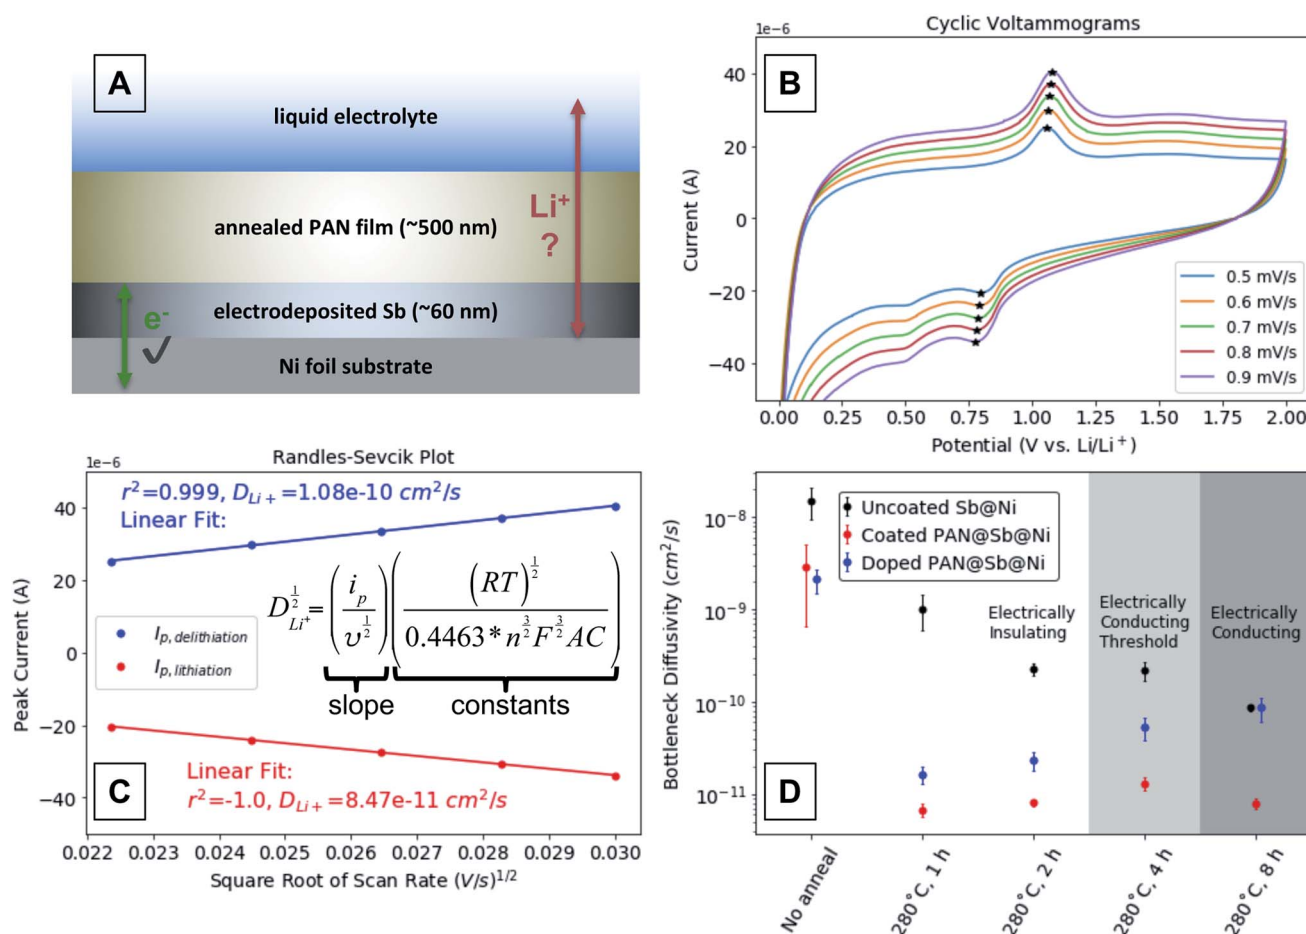 A
liquid electrolyte
annealed PAN film (~500 nm)
Li⁺
?
electrodeposited Sb (~60 nm)
e⁻
Ni foil substrate
B
Cyclic Voltammograms
1e−6
Current (A)
40
20
0
−20
−40
0.5 mV/s
0.6 mV/s
0.7 mV/s
0.8 mV/s
0.9 mV/s
0.00 0.25 0.50 0.75 1.00 1.25 1.50 1.75 2.00
Potential (V vs. Li/Li⁺)
C
Randles-Sevcik Plot
1e−6
Peak Current (A)
40
20
0
−20
−40
r²=0.999, D_Li+=1.08e-10 cm²/s
Linear Fit:
D_Li⁺^(1/2) = (i_p / υ^(1/2)) ((RT)^(1/2) / 0.4463*n^(3/2)F^(3/2)AC)
slope constants
I_p, delithiation
I_p, lithiation
Linear Fit:
r²=-1.0, D_Li+=8.47e-11 cm²/s
0.022 0.023 0.024 0.025 0.026 0.027 0.028 0.029 0.030
Square Root of Scan Rate (V/s)^1/2
D
Bottleneck Diffusivity (cm²/s)
10⁻⁸
10⁻⁹
10⁻¹⁰
10⁻¹¹
Uncoated Sb@Ni
Coated PAN@Sb@Ni
Doped PAN@Sb@Ni
Electrically
Insulating
Electrically
Conducting
Threshold
Electrically
Conducting
No anneal
280°C, 1 h
280°C, 2 h
280°C, 4 h
280°C, 8 h